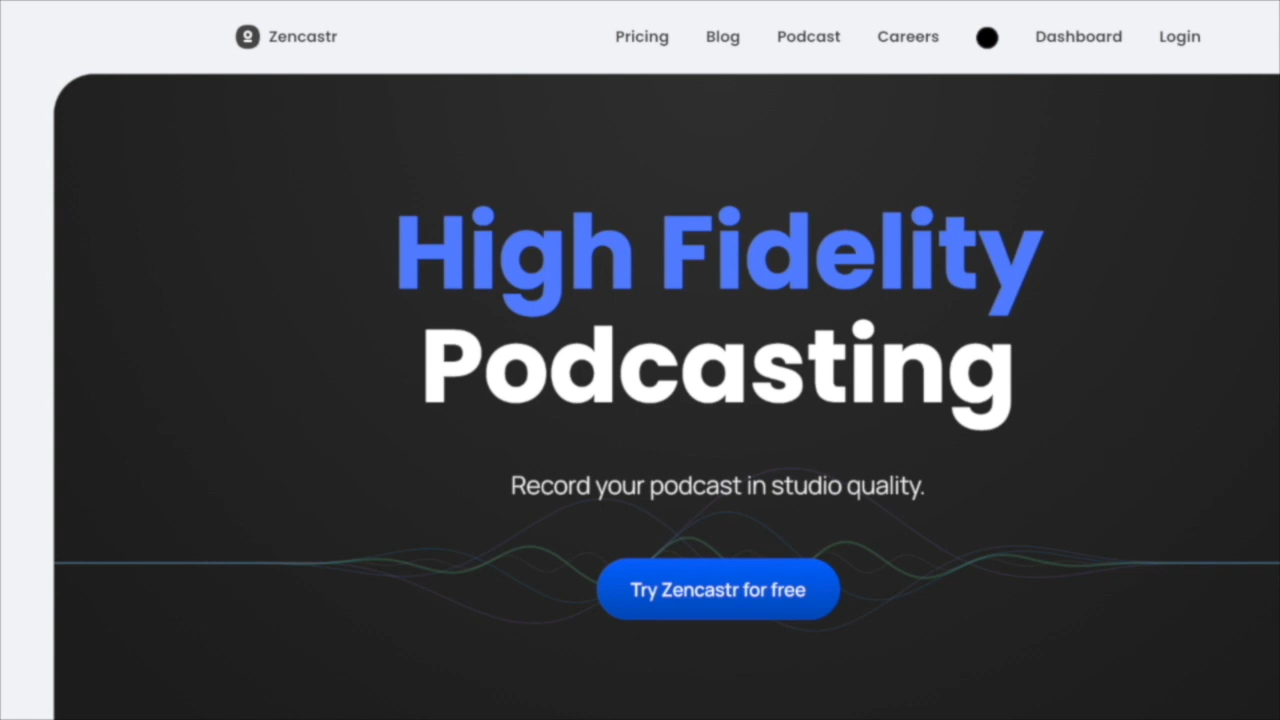 Zencastr Pricing Blog Podcast Careers Dashboard Login
High Fidelity
Podcasting
Record your podcast in studio quality.
Try Zencastr for free